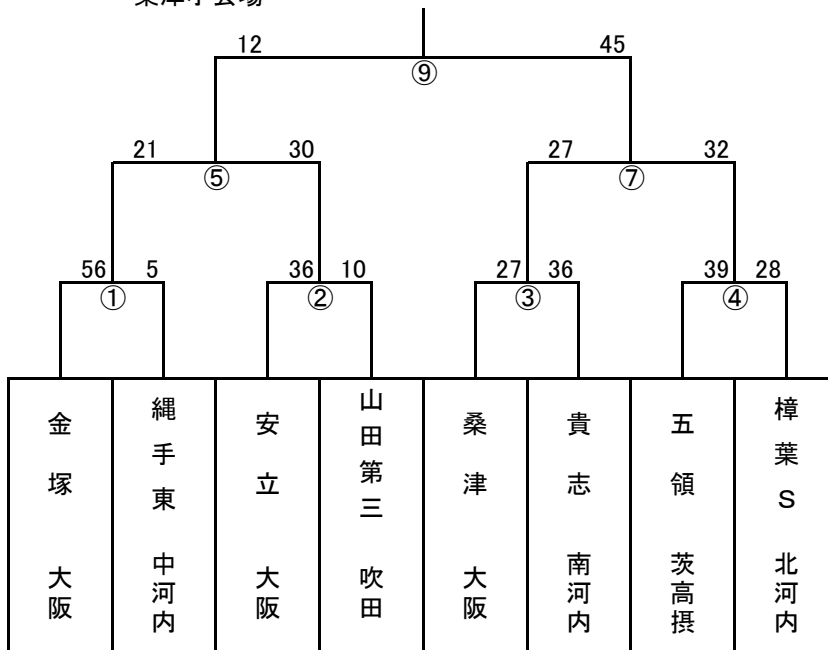 12 45
⑨
21 30 27 32
⑤ ⑦
56 5 36 10 27 36 39 28
① ② ③ ④
金塚 大阪
縄手東 中河内
安立 大阪
山田第三 吹田
桑津 大阪
貴志 南河内
五領 茨高摂
樟葉S 北河内